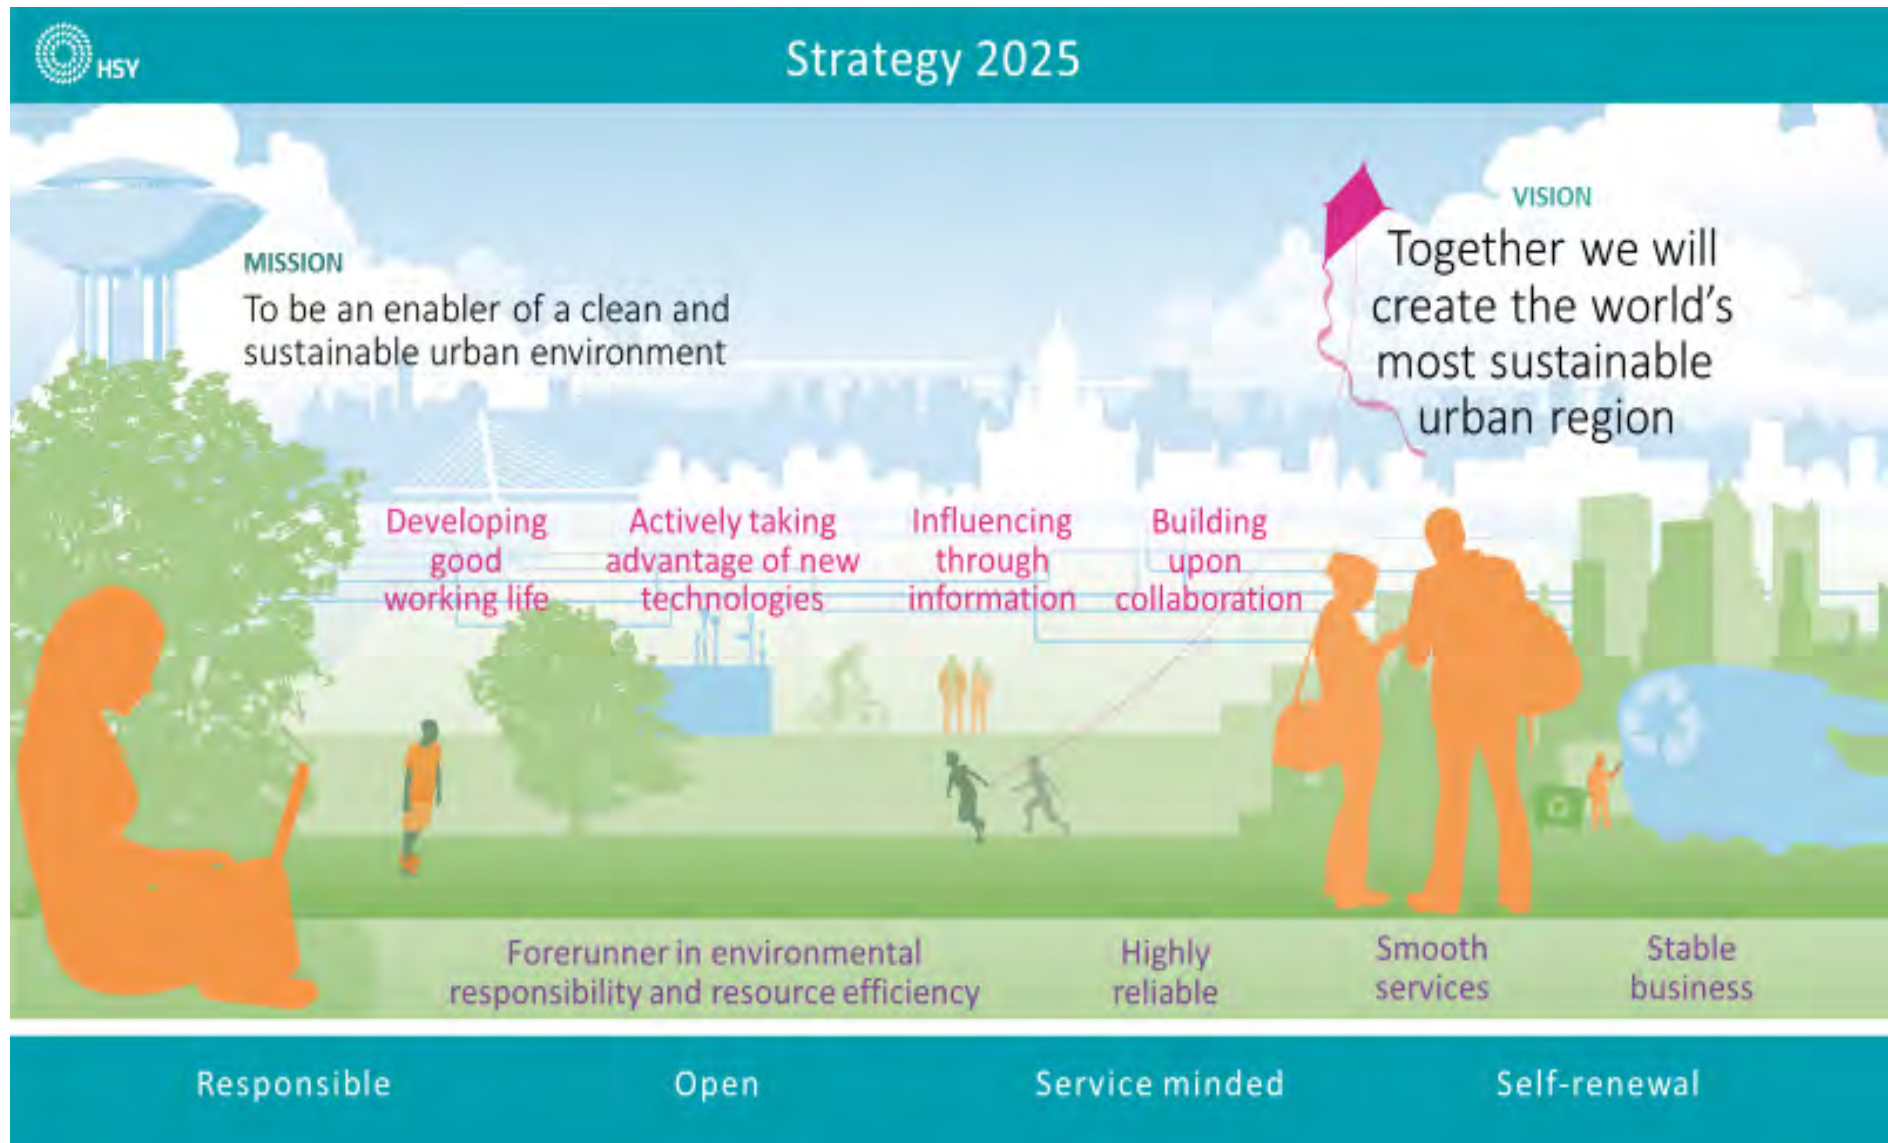 HSY
Strategy 2025
MISSION
To be an enabler of a clean and
sustainable urban environment
VISION
Together we will
create the world's
most sustainable
urban region
Developing
good
working life
Actively taking
advantage of new
technologies
Influencing
through
information
Building
upon
collaboration
Forerunner in environmental
responsibility and resource efficiency
Highly
reliable
Smooth
services
Stable
business
Responsible
Open
Service minded
Self-renewal